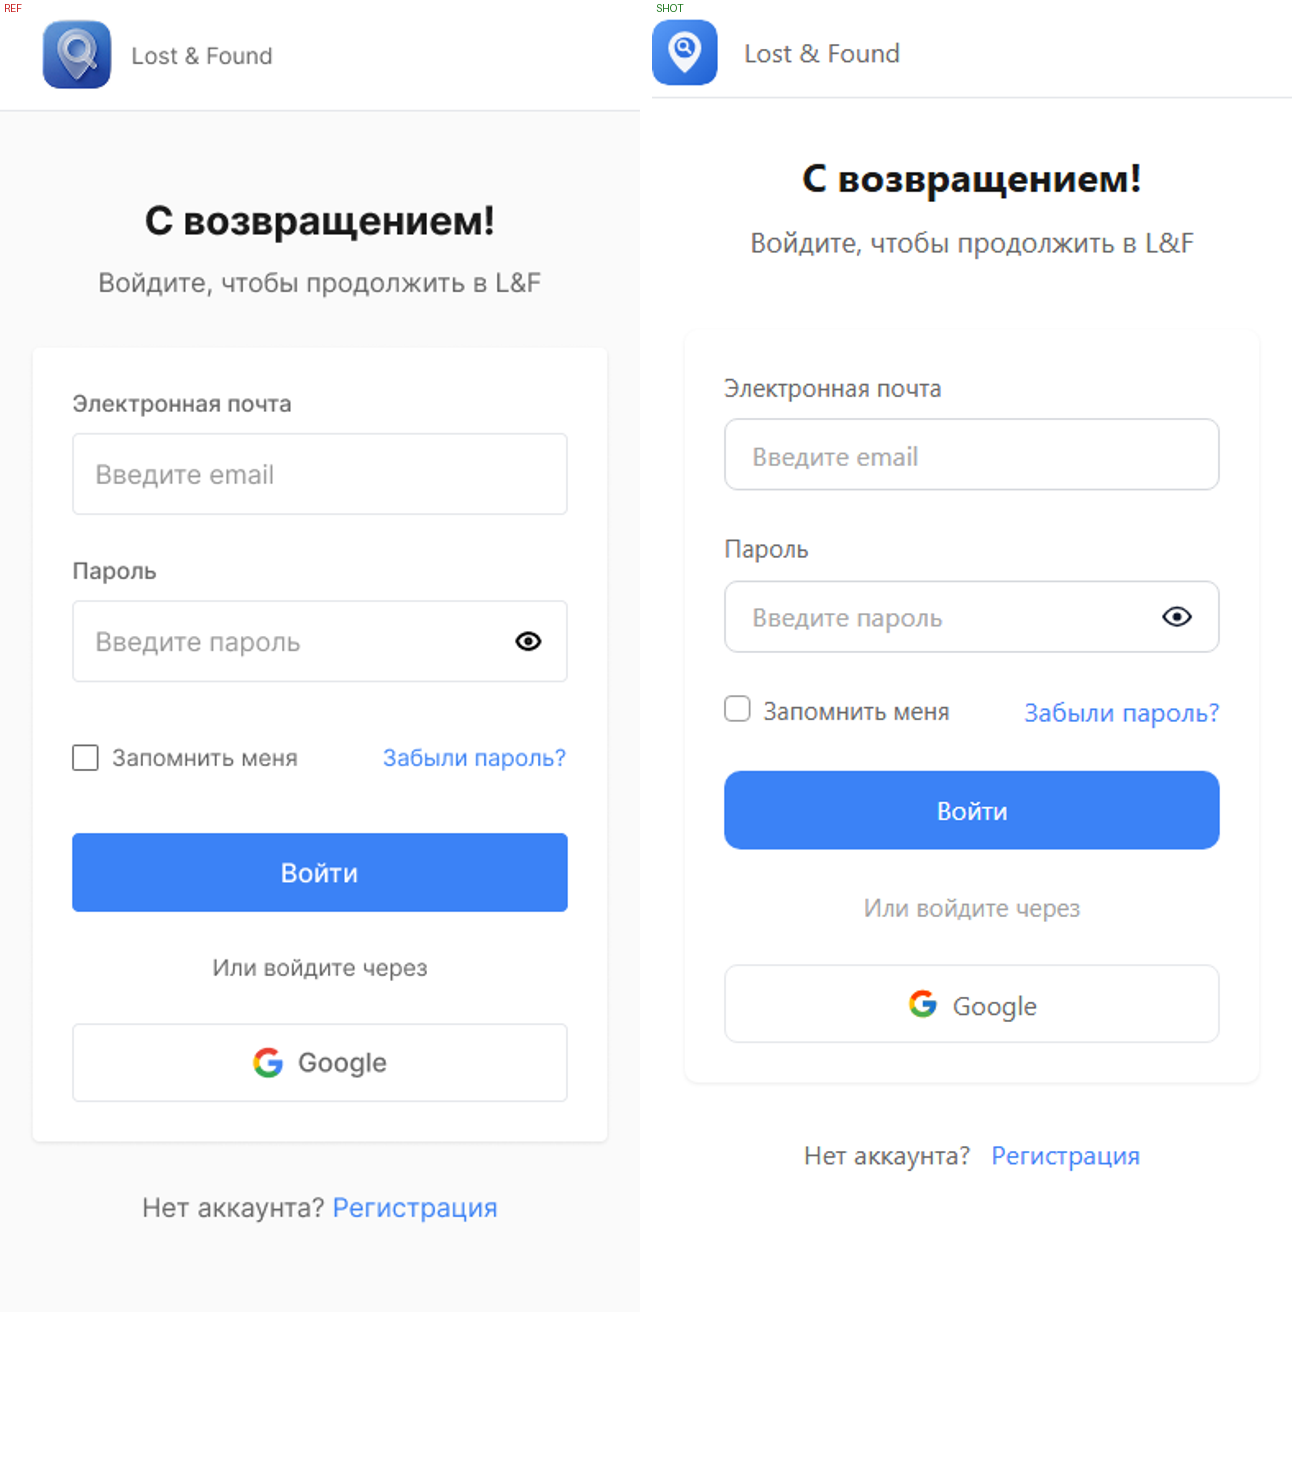 REF
Lost & Found
С возвращением!
Войдите, чтобы продолжить в L&F
Электронная почта
Введите email
Пароль
Введите пароль
Запомнить меня
Забыли пароль?
Войти
Или войдите через
Google
Нет аккаунта? Регистрация
SHOT
Lost & Found
С возвращением!
Войдите, чтобы продолжить в L&F
Электронная почта
Введите email
Пароль
Введите пароль
Запомнить меня
Забыли пароль?
Войти
Или войдите через
Google
Нет аккаунта? Регистрация